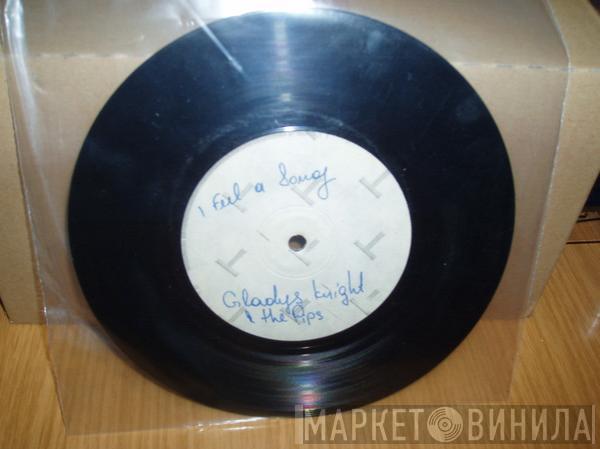 I Feel a Song
Gladys Knight
& the Pips
МАРКЕТ ВИНИЛА